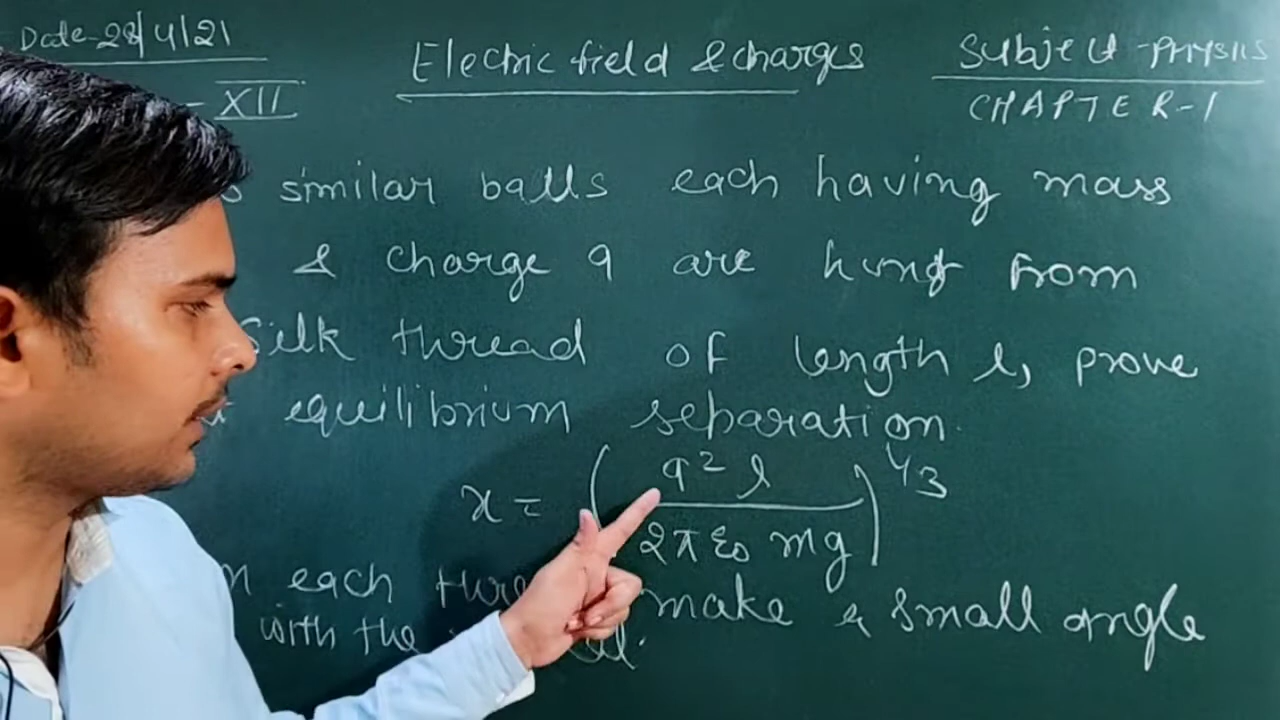 Date-28/4/21
Electric field & charges
Subject-PHYSICS
- XII
CHAPTER-1
similar balls each having mass
& charge q are hung from
Silk thread of length l, prove
equilibrium separation.
x = (q² l / 2π ε₀ mg)^1/3
each make a small angle
with the